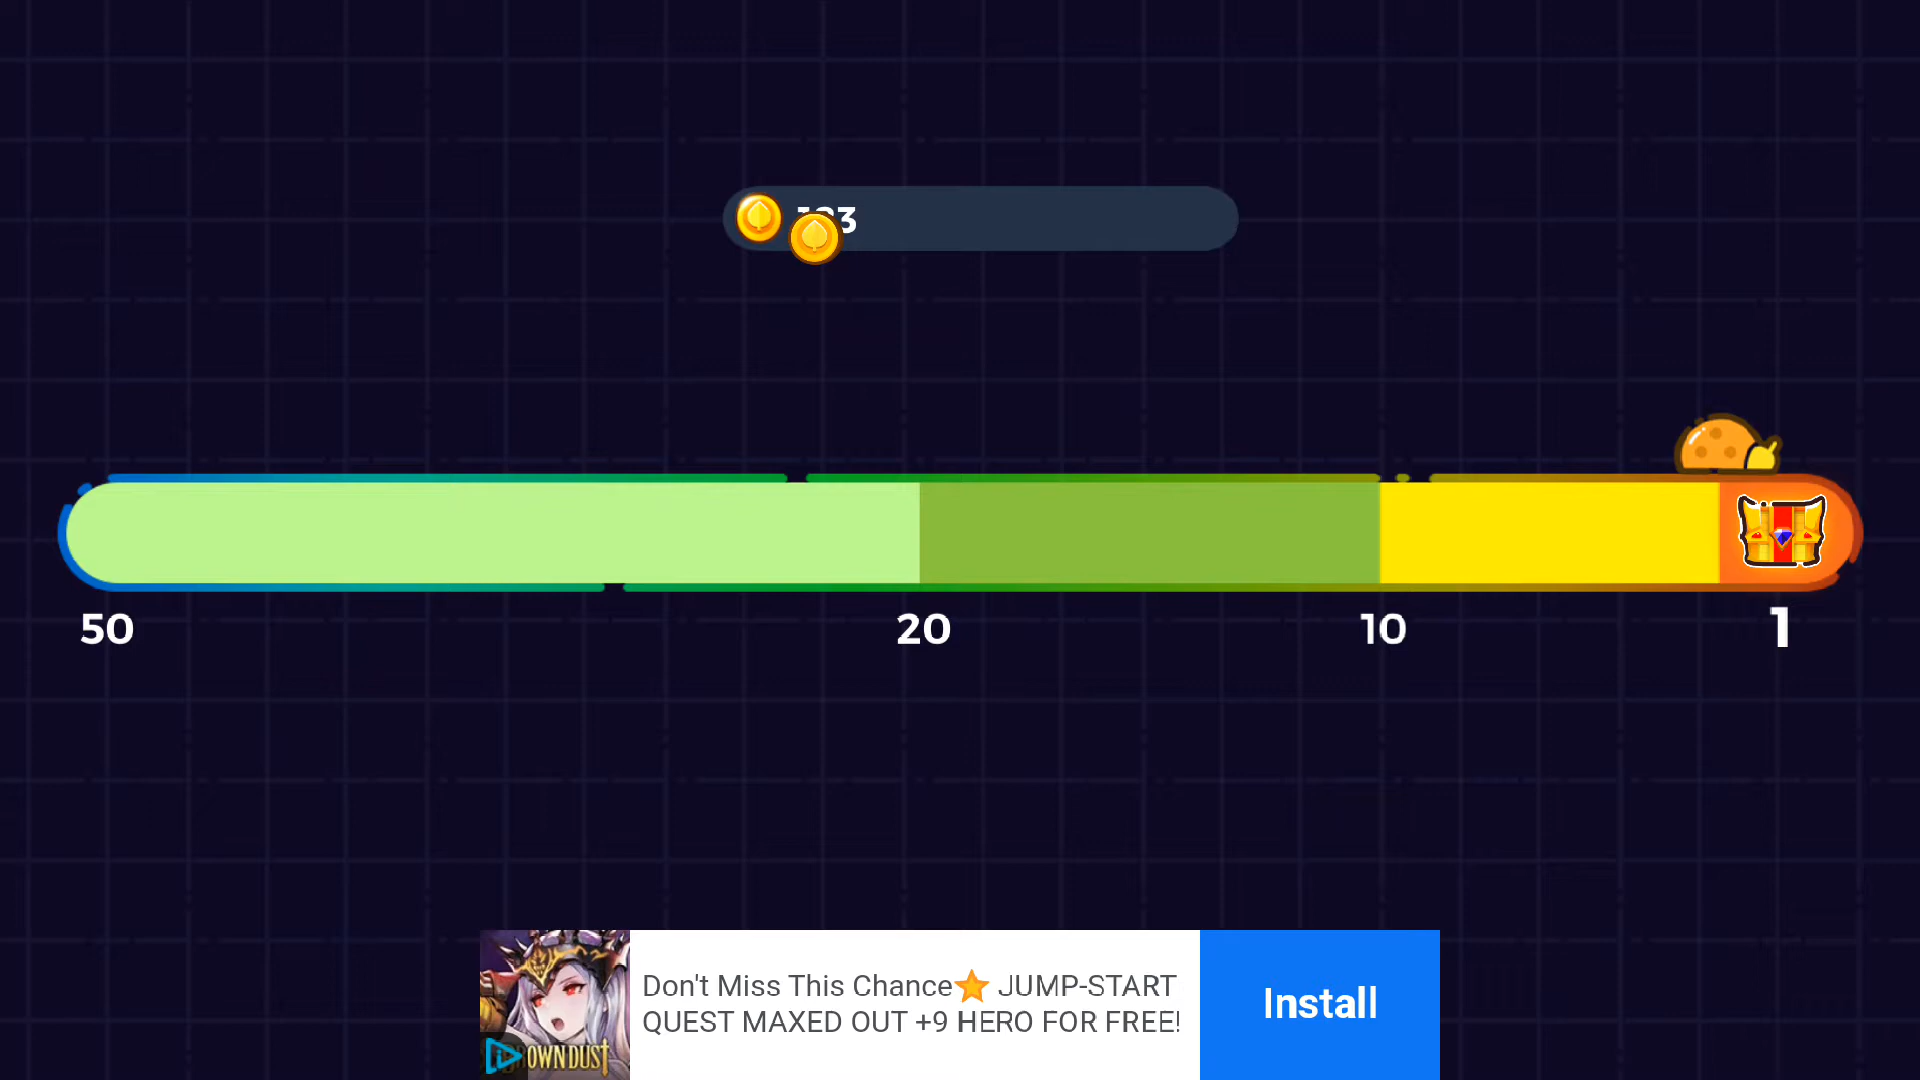 50
20
10
1
Don't Miss This Chance⭐ JUMP-START
QUEST MAXED OUT +9 HERO FOR FREE!
Install